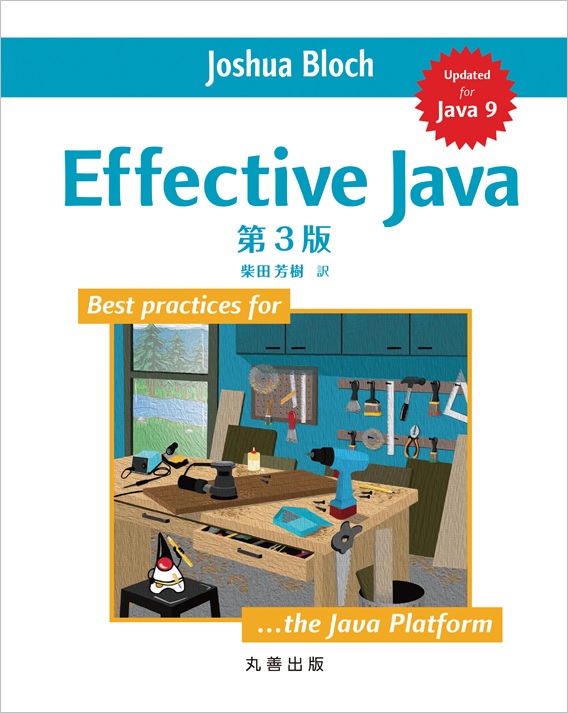 Joshua Bloch
Updated
for
Java 9
Effective Java
第3版
柴田芳樹 訳
Best practices for
...the Java Platform
丸善出版